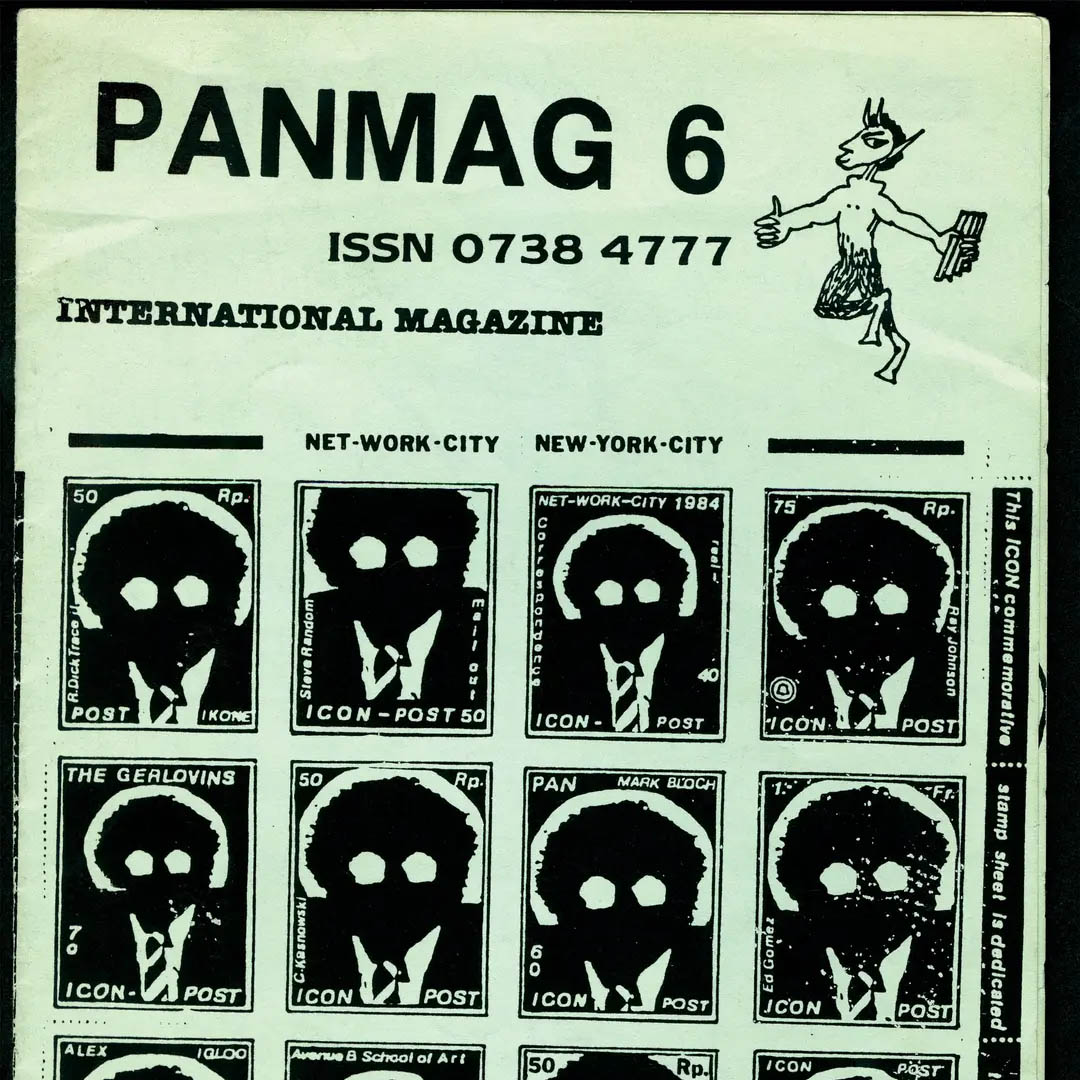 PANMAG 6
ISSN 0738 4777
INTERNATIONAL MAGAZINE
NET-WORK-CITY NEW-YORK-CITY
50 Rp.
R.DickTrace
POST IKONE
Steve Random
mail out
ICON-POST 50
NET-WORK-CITY 1984
Correspondence
40
ICON- POST
75 Rp.
Ray Johnson
ICON POST
THE GERLOVINS
70
ICON- POST
50 Rp.
C.Kasnowski
ICON POST
PAN MARK BLOCH
60
ICON POST
1.- Fr.
Ed Gomez
ICON POST
ALEX IGLOO
Avenue B School of Art
50 Rp.
ICON POST
This ICON commemorative
stamp sheet is dedicated